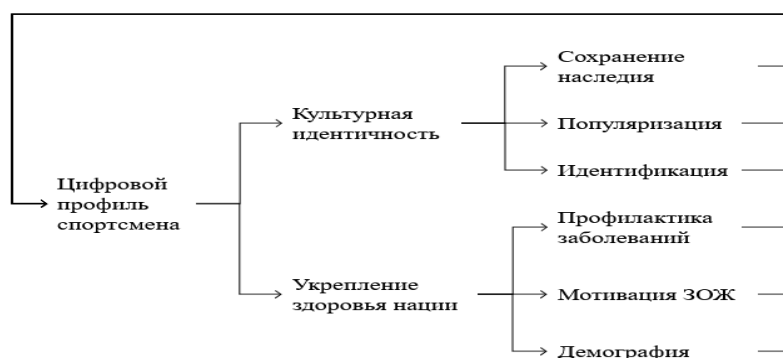 Сохранение
наследия
Культурная
идентичность
Популяризация
Идентификация
Цифровой
профиль
спортсмена
Профилактика
заболеваний
Укрепление
здоровья нации
Мотивация ЗОЖ
Демография